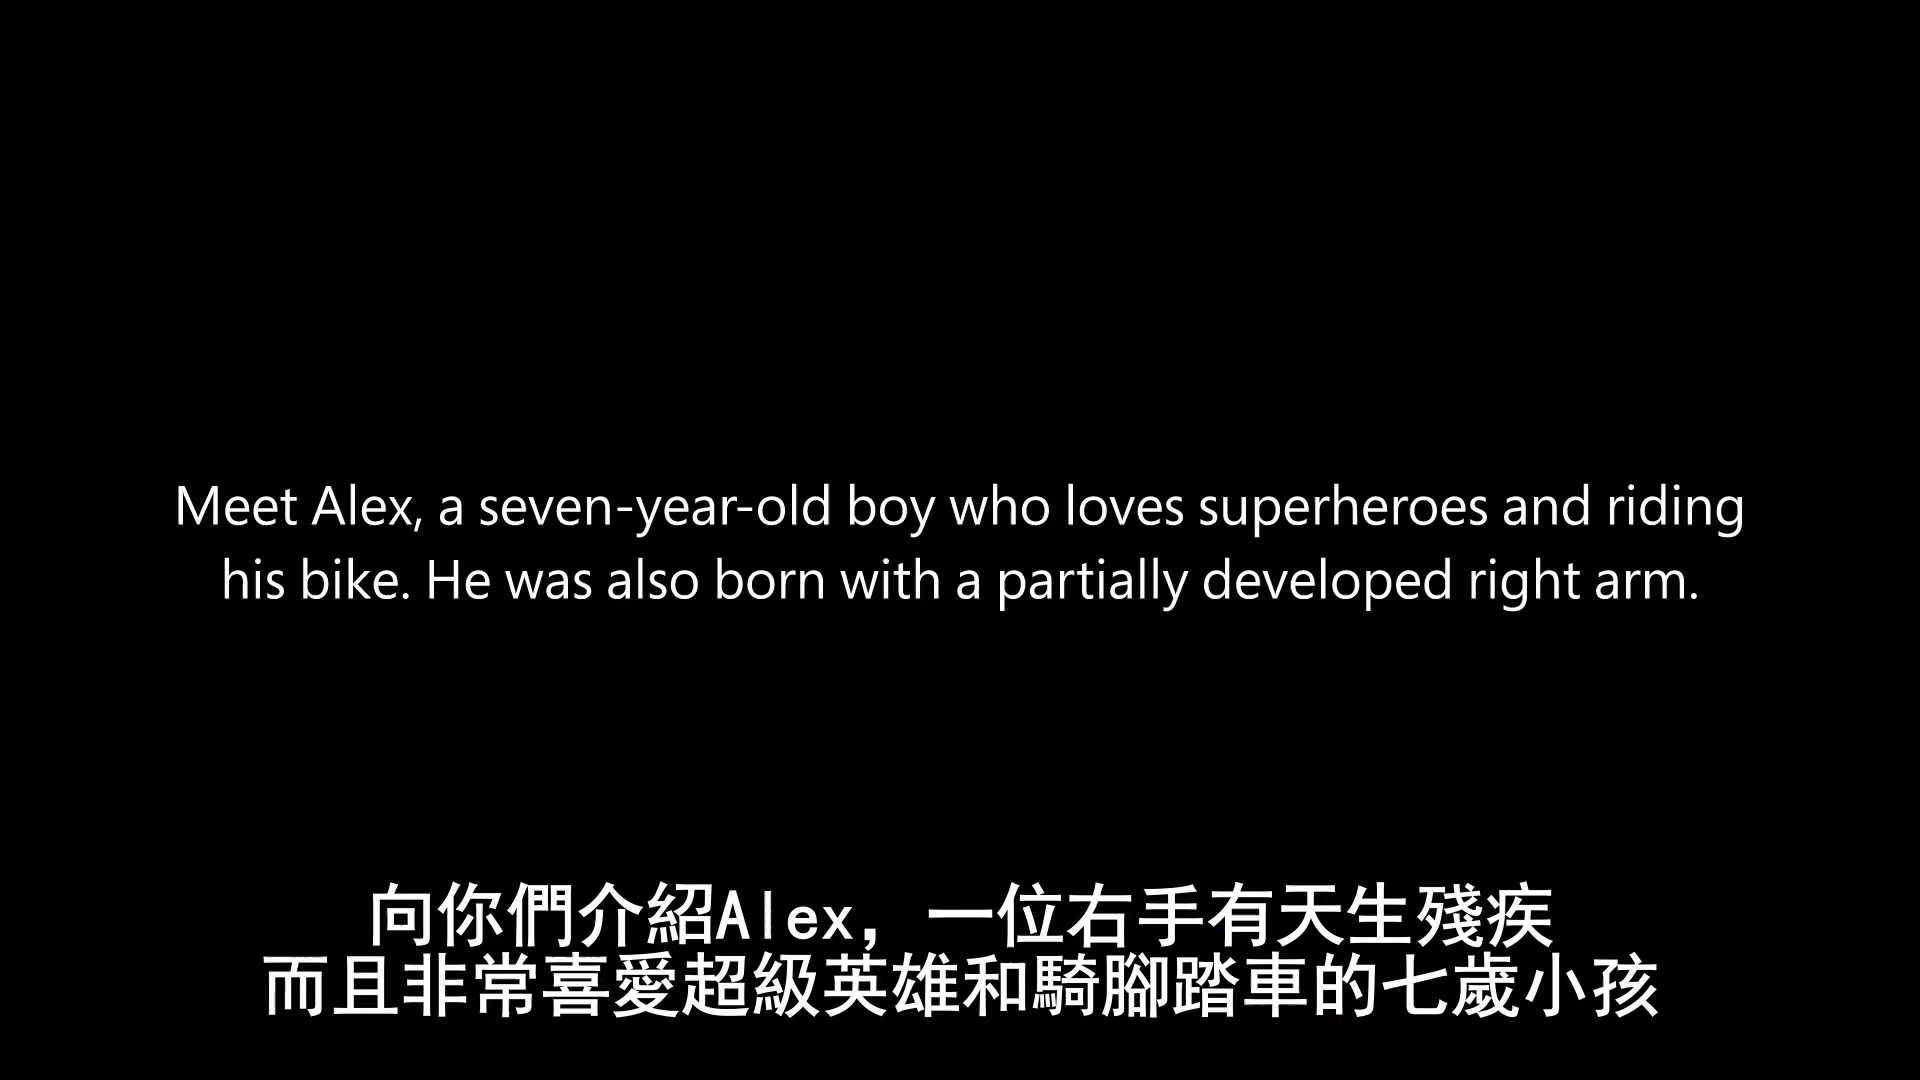 Meet Alex, a seven-year-old boy who loves superheroes and riding
his bike. He was also born with a partially developed right arm.
向你們介紹Alex，一位右手有天生殘疾
而且非常喜愛超級英雄和騎腳踏車的七歲小孩